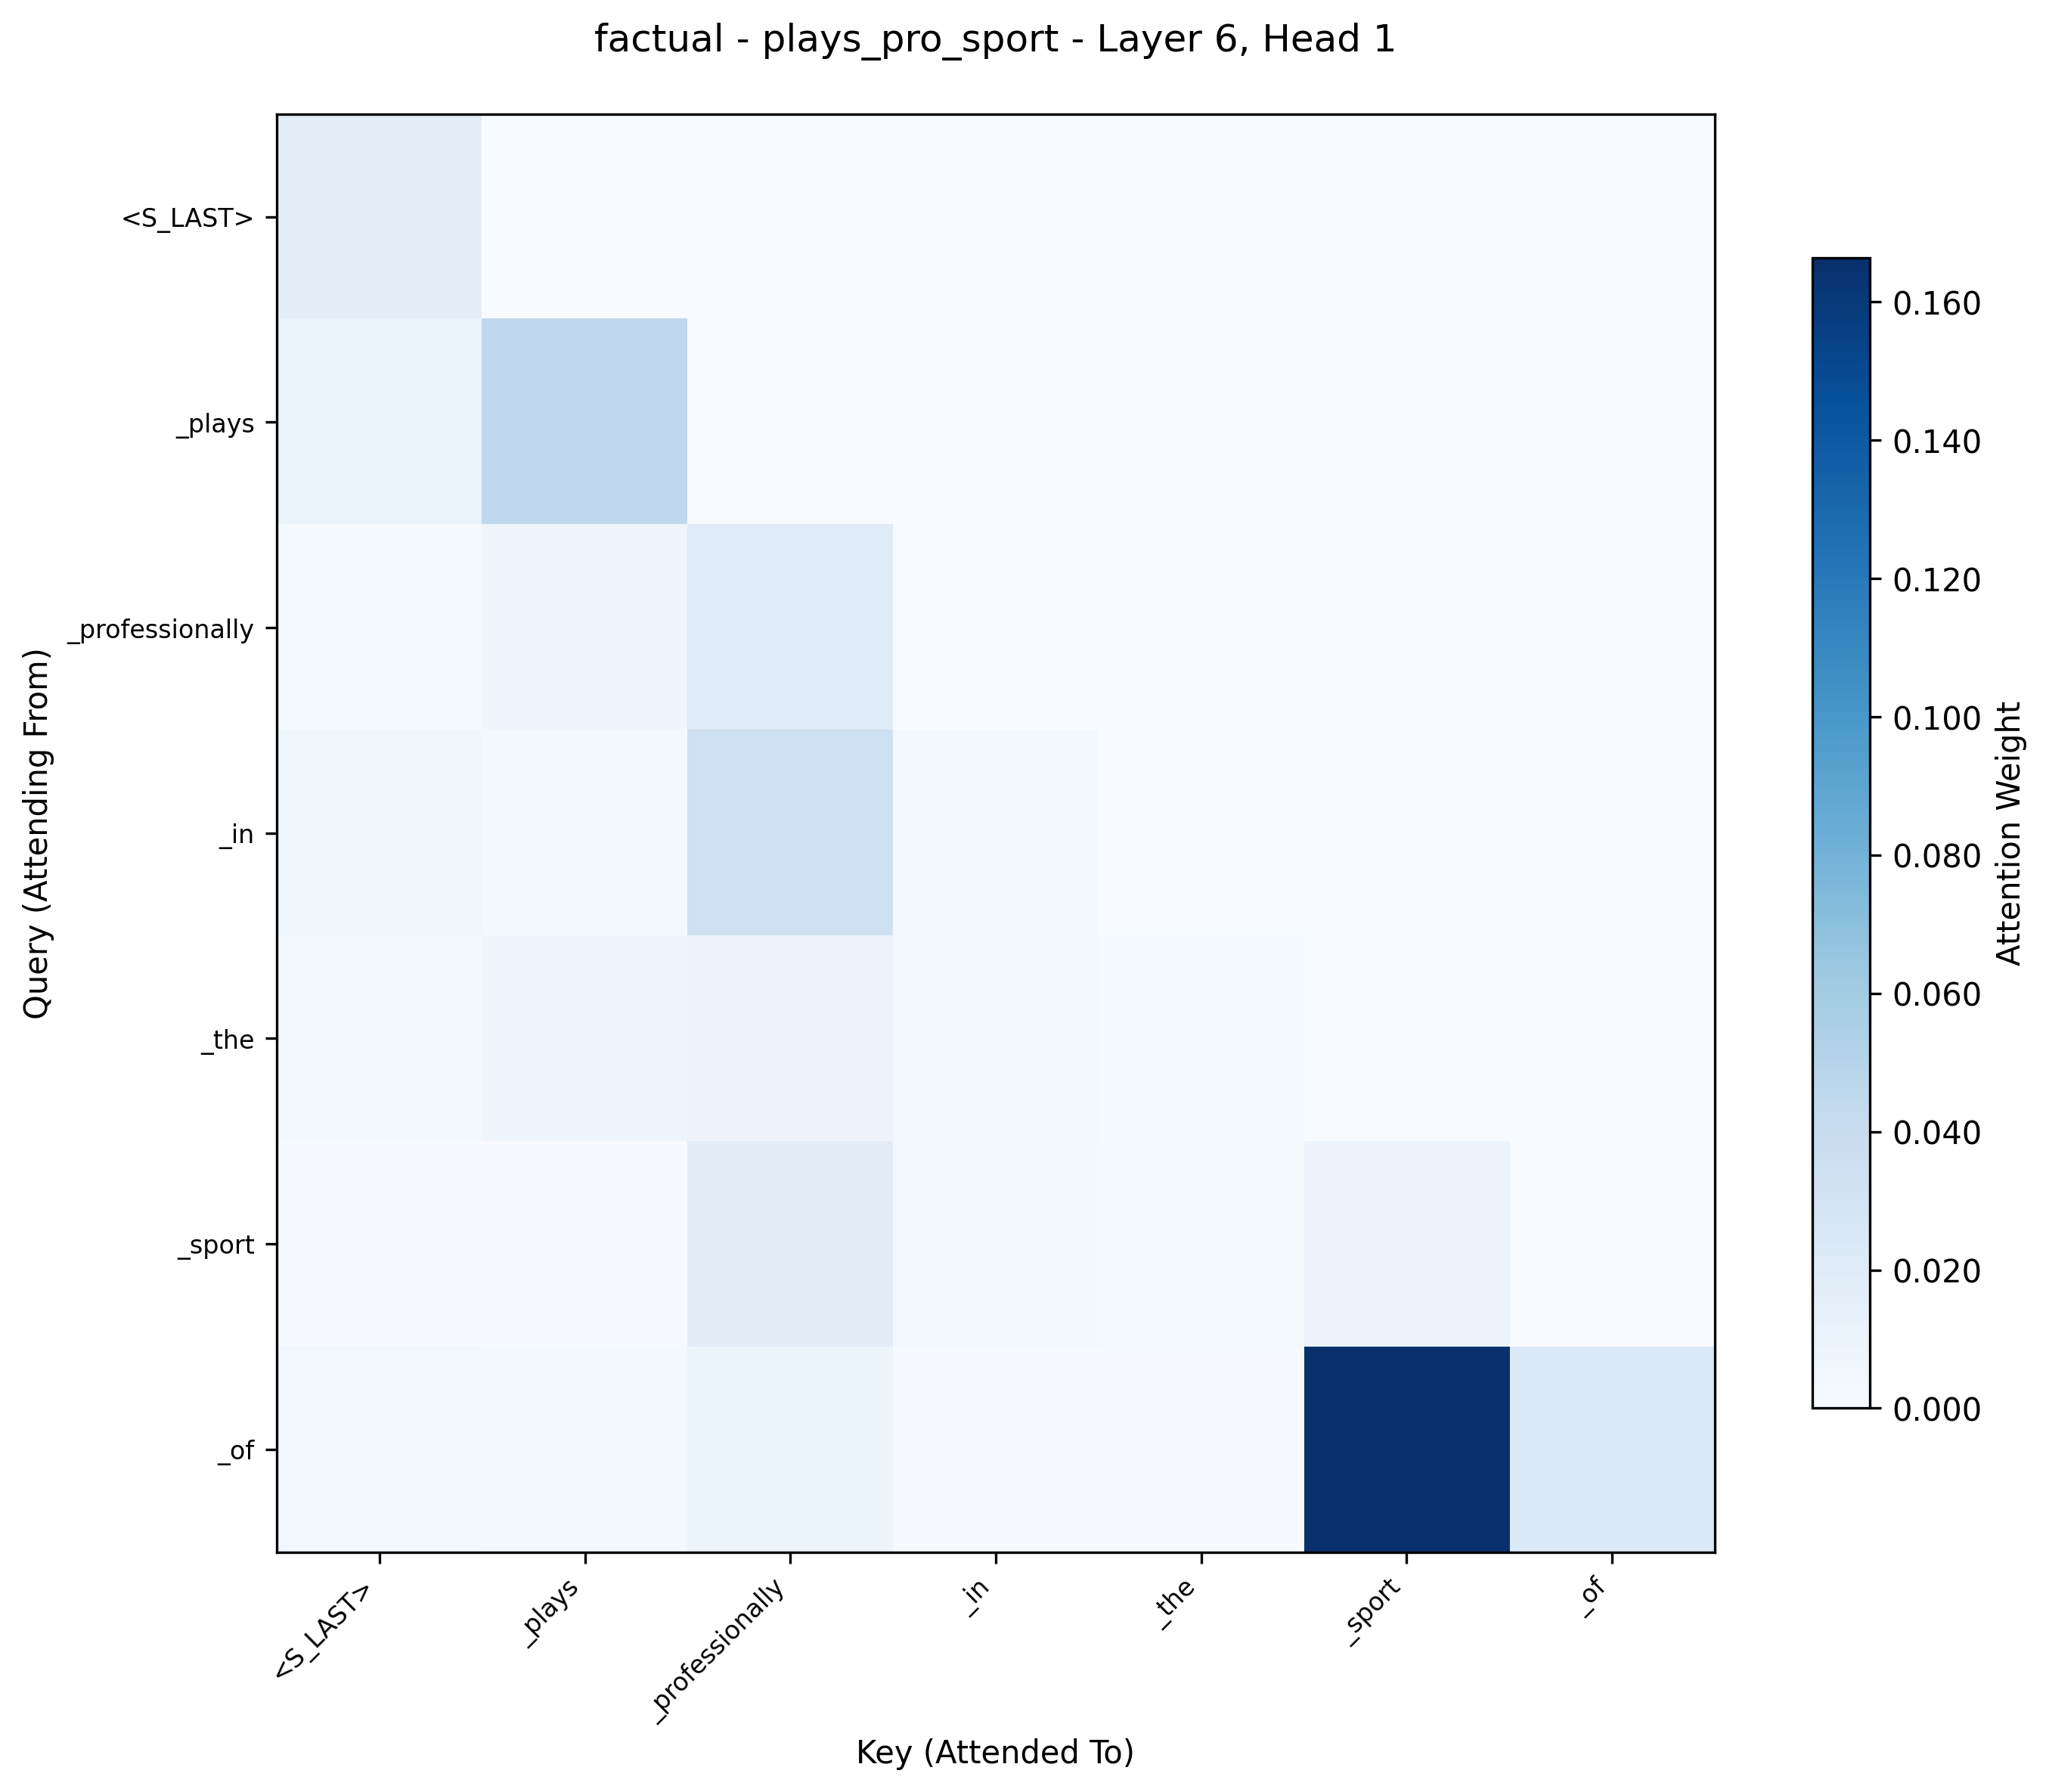 factual - plays_pro_sport - Layer 6, Head 1
Query (Attending From)
<S_LAST>
_plays
_professionally
_in
_the
_sport
_of
<S_LAST>
_plays
_professionally
_in
_the
_sport
_of
Key (Attended To)
0.160
0.140
0.120
0.100
0.080
0.060
0.040
0.020
0.000
Attention Weight